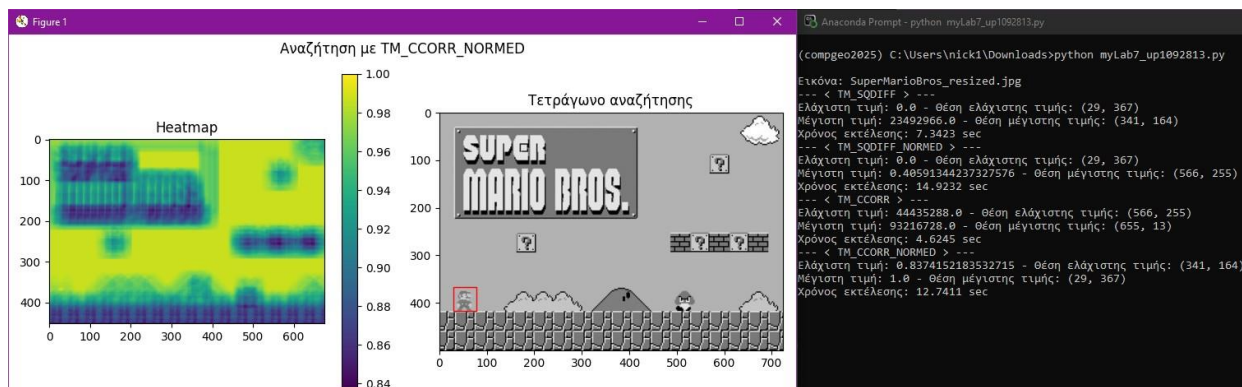 Figure 1
Αναζήτηση με TM_CCORR_NORMED
Heatmap
0
100
200
300
400
0
100
200
300
400
500
600
1.00
0.98
0.96
0.94
0.92
0.90
0.88
0.86
0.84
Τετράγωνο αναζήτησης
SUPER
MARIO BROS.
?
?
?
?
0
100
200
300
400
0
100
200
300
400
500
600
700
Anaconda Prompt - python myLab7_up1092813.py
(compgeo2025) C:\Users\nick1\Downloads>python myLab7_up1092813.py
Εικόνα: SuperMarioBros_resized.jpg
--- < TM_SQDIFF > ---
Ελάχιστη τιμή: 0.0 - Θέση ελάχιστης τιμής: (29, 367)
Μέγιστη τιμή: 23492966.0 - Θέση μέγιστης τιμής: (341, 164)
Χρόνος εκτέλεσης: 7.3423 sec
--- < TM_SQDIFF_NORMED > ---
Ελάχιστη τιμή: 0.0 - Θέση ελάχιστης τιμής: (29, 367)
Μέγιστη τιμή: 0.40591344237327576 - Θέση μέγιστης τιμής: (566, 255)
Χρόνος εκτέλεσης: 14.9232 sec
--- < TM_CCORR > ---
Ελάχιστη τιμή: 44435288.0 - Θέση ελάχιστης τιμής: (566, 255)
Μέγιστη τιμή: 93216728.0 - Θέση μέγιστης τιμής: (655, 13)
Χρόνος εκτέλεσης: 4.6245 sec
--- < TM_CCORR_NORMED > ---
Ελάχιστη τιμή: 0.8374152183532715 - Θέση ελάχιστης τιμής: (341, 164)
Μέγιστη τιμή: 1.0 - Θέση μέγιστης τιμής: (29, 367)
Χρόνος εκτέλεσης: 12.7411 sec